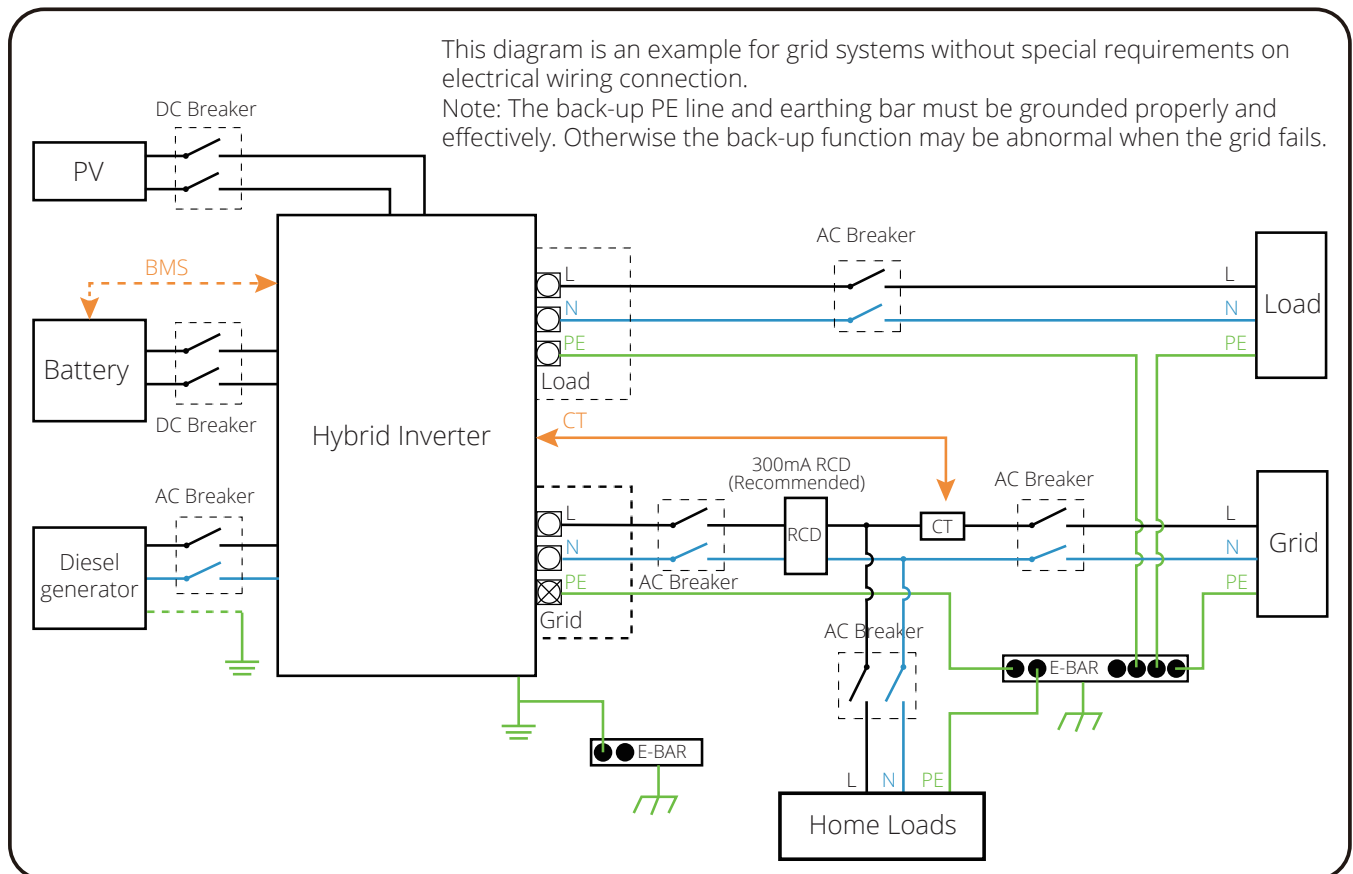 This diagram is an example for grid systems without special requirements on
electrical wiring connection.
Note: The back-up PE line and earthing bar must be grounded properly and
effectively. Otherwise the back-up function may be abnormal when the grid fails.
DC Breaker
PV
BMS
Battery
DC Breaker
AC Breaker
Diesel
generator
Hybrid Inverter
L
N
PE
Load
AC Breaker
L
N
PE
Load
CT
300mA RCD
(Recommended)
L
N
PE
Grid
AC Breaker
RCD
CT
AC Breaker
L
N
PE
Grid
AC Breaker
E-BAR
E-BAR
L
N
PE
Home Loads